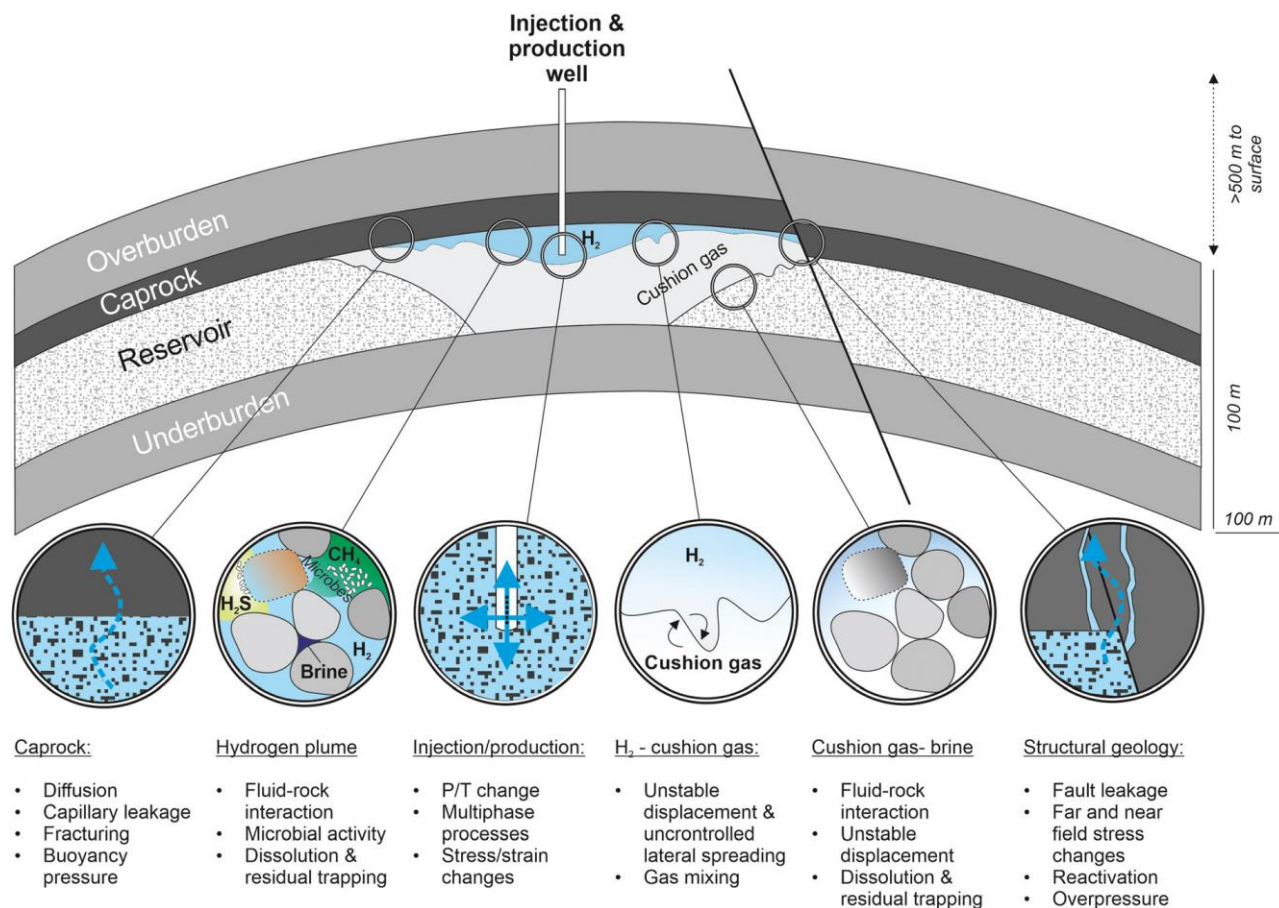 Injection &
production
well
>500 m to
surface
Overburden
Caprock
Reservoir
Underburden
H₂
Cushion gas
100 m
100 m
CH₄
Microbes
H₂S
H₂
Brine
H₂
Cushion gas
Caprock:
• Diffusion
• Capillary leakage
• Fracturing
• Buoyancy
pressure
Hydrogen plume
• Fluid-rock
interaction
• Microbial activity
• Dissolution &
residual trapping
Injection/production:
• P/T change
• Multiphase
processes
• Stress/strain
changes
H₂ - cushion gas:
• Unstable
displacement &
uncontrolled
lateral spreading
• Gas mixing
Cushion gas- brine
• Fluid-rock
interaction
• Unstable
displacement
• Dissolution &
residual trapping
Structural geology:
• Fault leakage
• Far and near
field stress
changes
• Reactivation
• Overpressure